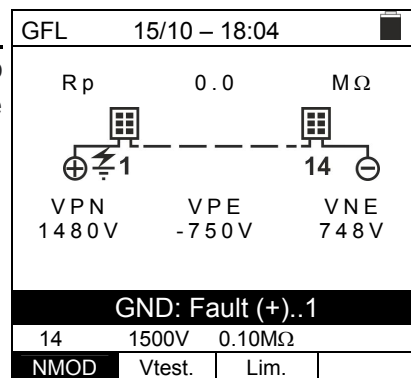 GFL 15/10 – 18:04
Rp 0.0 MΩ
1 14
VPN VPE VNE
1480V -750V 748V
GND: Fault (+)..1
14 1500V 0.10MΩ
NMOD Vtest. Lim.